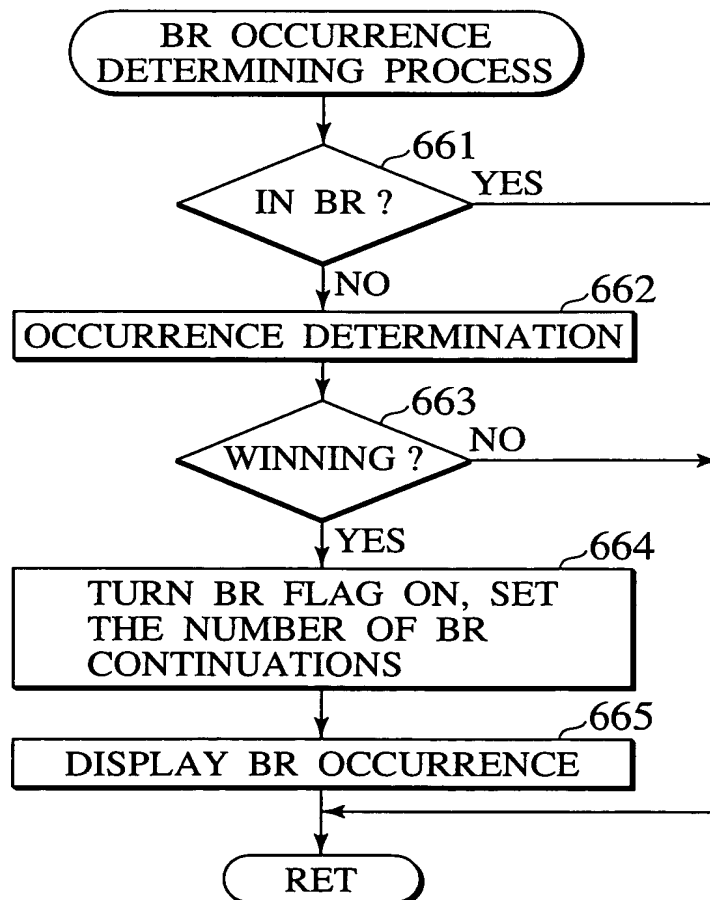 BR OCCURRENCE
DETERMINING PROCESS
661
IN BR ?
YES
NO
662
OCCURRENCE DETERMINATION
663
WINNING ?
NO
YES
664
TURN BR FLAG ON, SET
THE NUMBER OF BR
CONTINUATIONS
665
DISPLAY BR OCCURRENCE
RET